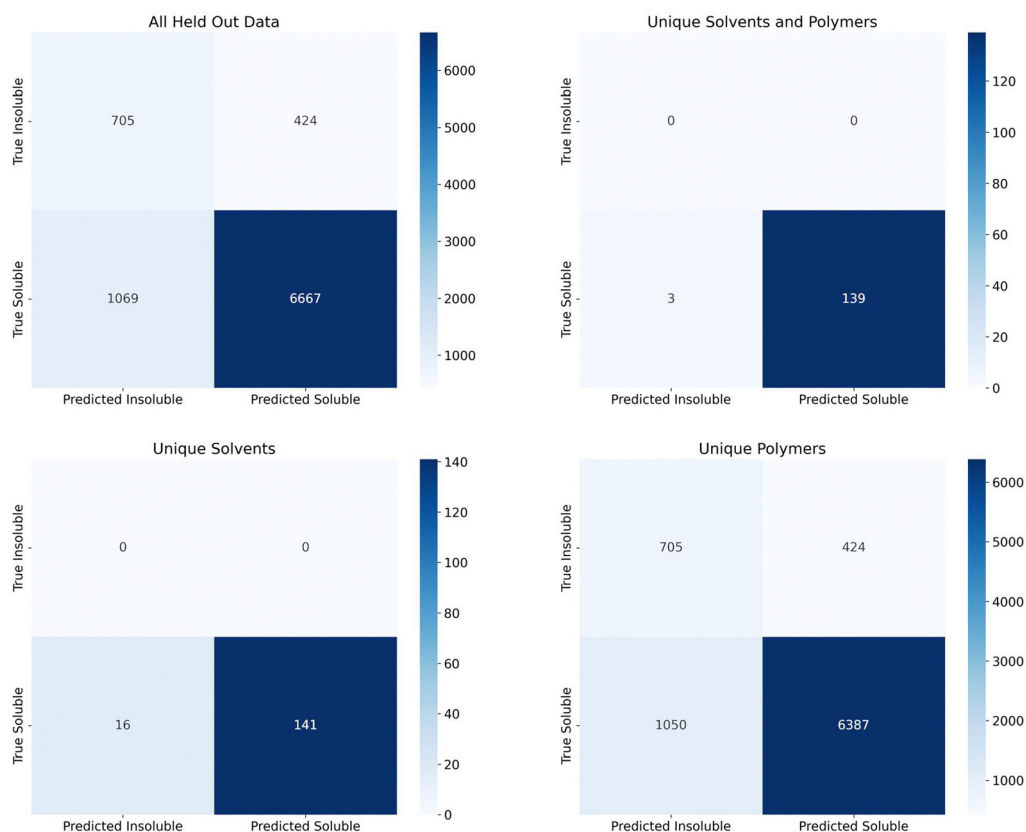 All Held Out Data
True Insoluble
705
424
True Soluble
1069
6667
Predicted Insoluble
Predicted Soluble
6000
5000
4000
3000
2000
1000
Unique Solvents and Polymers
True Insoluble
0
0
True Soluble
3
139
Predicted Insoluble
Predicted Soluble
120
100
80
60
40
20
0
Unique Solvents
True Insoluble
0
0
True Soluble
16
141
Predicted Insoluble
Predicted Soluble
140
120
100
80
60
40
20
0
Unique Polymers
True Insoluble
705
424
True Soluble
1050
6387
Predicted Insoluble
Predicted Soluble
6000
5000
4000
3000
2000
1000